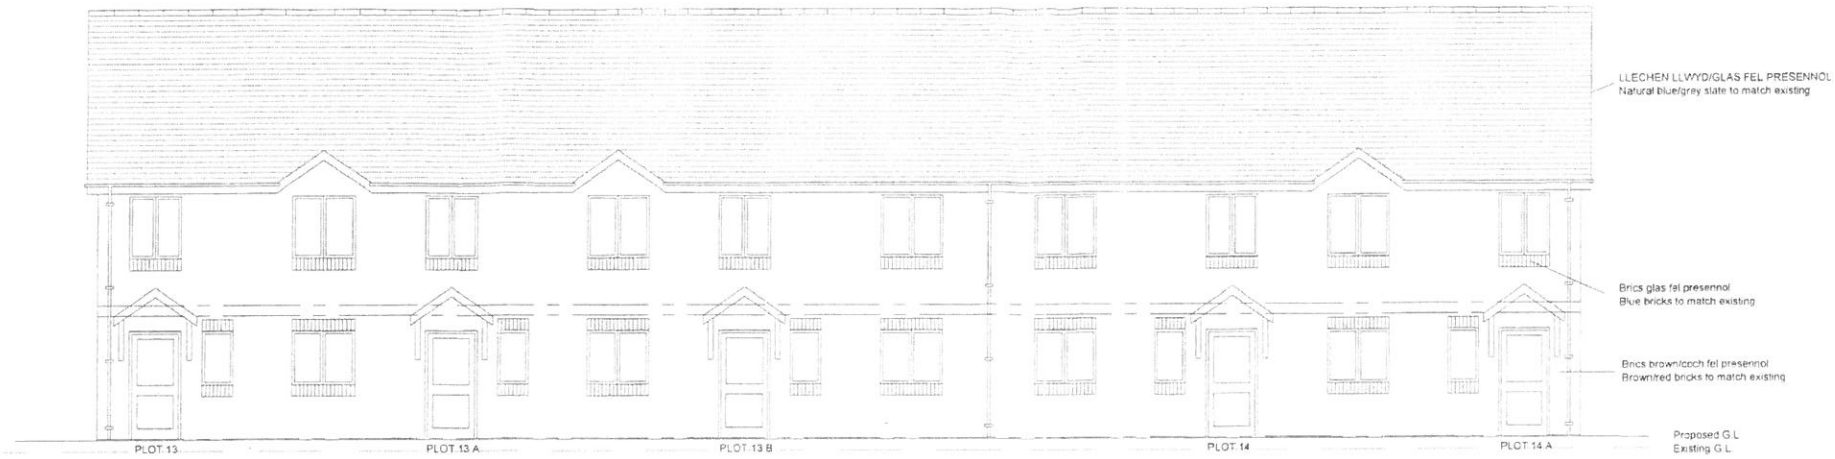 LLECHEN LLWYD/GLAS FEL PRESENNOL
Natural blue/grey slate to match existing
Brics glas fel presennol
Blue bricks to match existing
Brics brown/coch fel presennol
Brown/red bricks to match existing
Proposed G.L
Existing G.L.
PLOT 13
PLOT 13 A
PLOT 13 B
PLOT 14
PLOT 14 A